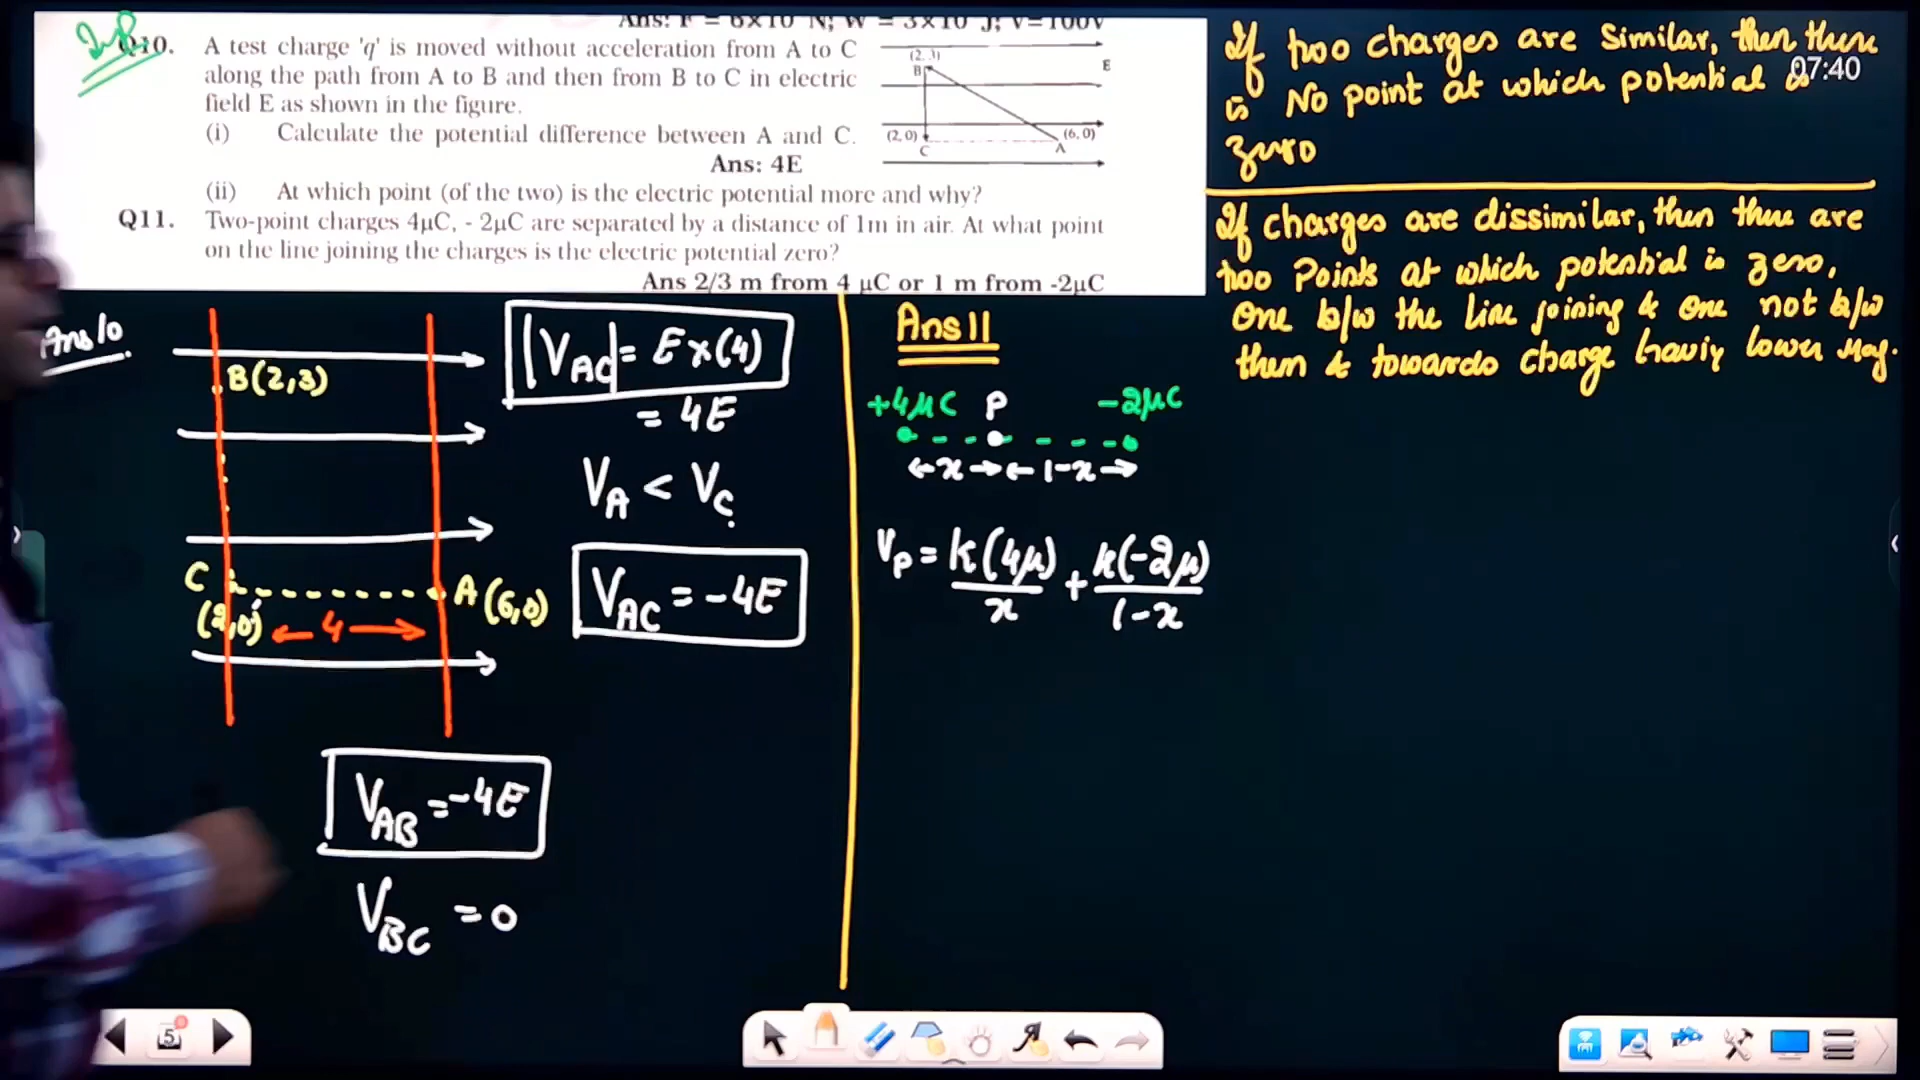 Ans: F = 6×10 N; W = 3×10 J; V=100V
Q10. A test charge 'q' is moved without acceleration from A to C
along the path from A to B and then from B to C in electric
field E as shown in the figure.
(i) Calculate the potential difference between A and C.
Ans: 4E
(ii) At which point (of the two) is the electric potential more and why?
Q11. Two-point charges 4μC, - 2μC are separated by a distance of 1m in air. At what point
on the line joining the charges is the electric potential zero?
Ans 2/3 m from 4 μC or 1 m from -2μC
(2, 3)
B
E
(2, 0)
C
(6, 0)
A
If two charges are Similar, then there
is No point at which potential is
zero
07:40
If charges are dissimilar, then there are
two Points at which potential is zero,
One b/w the line joining & one not b/w
them & towards charge having lower mag.
Ans 10
B(2,3)
C
(2,0)
A (6,0)
4
|VAC| = E×(4)
= 4E
VA < VC
VAC = -4E
VAB = -4E
VBC = 0
Ans 11
+4μC P -2μC
x 1-x
VP = k(4μ)/x + k(-2μ)/1-x
5